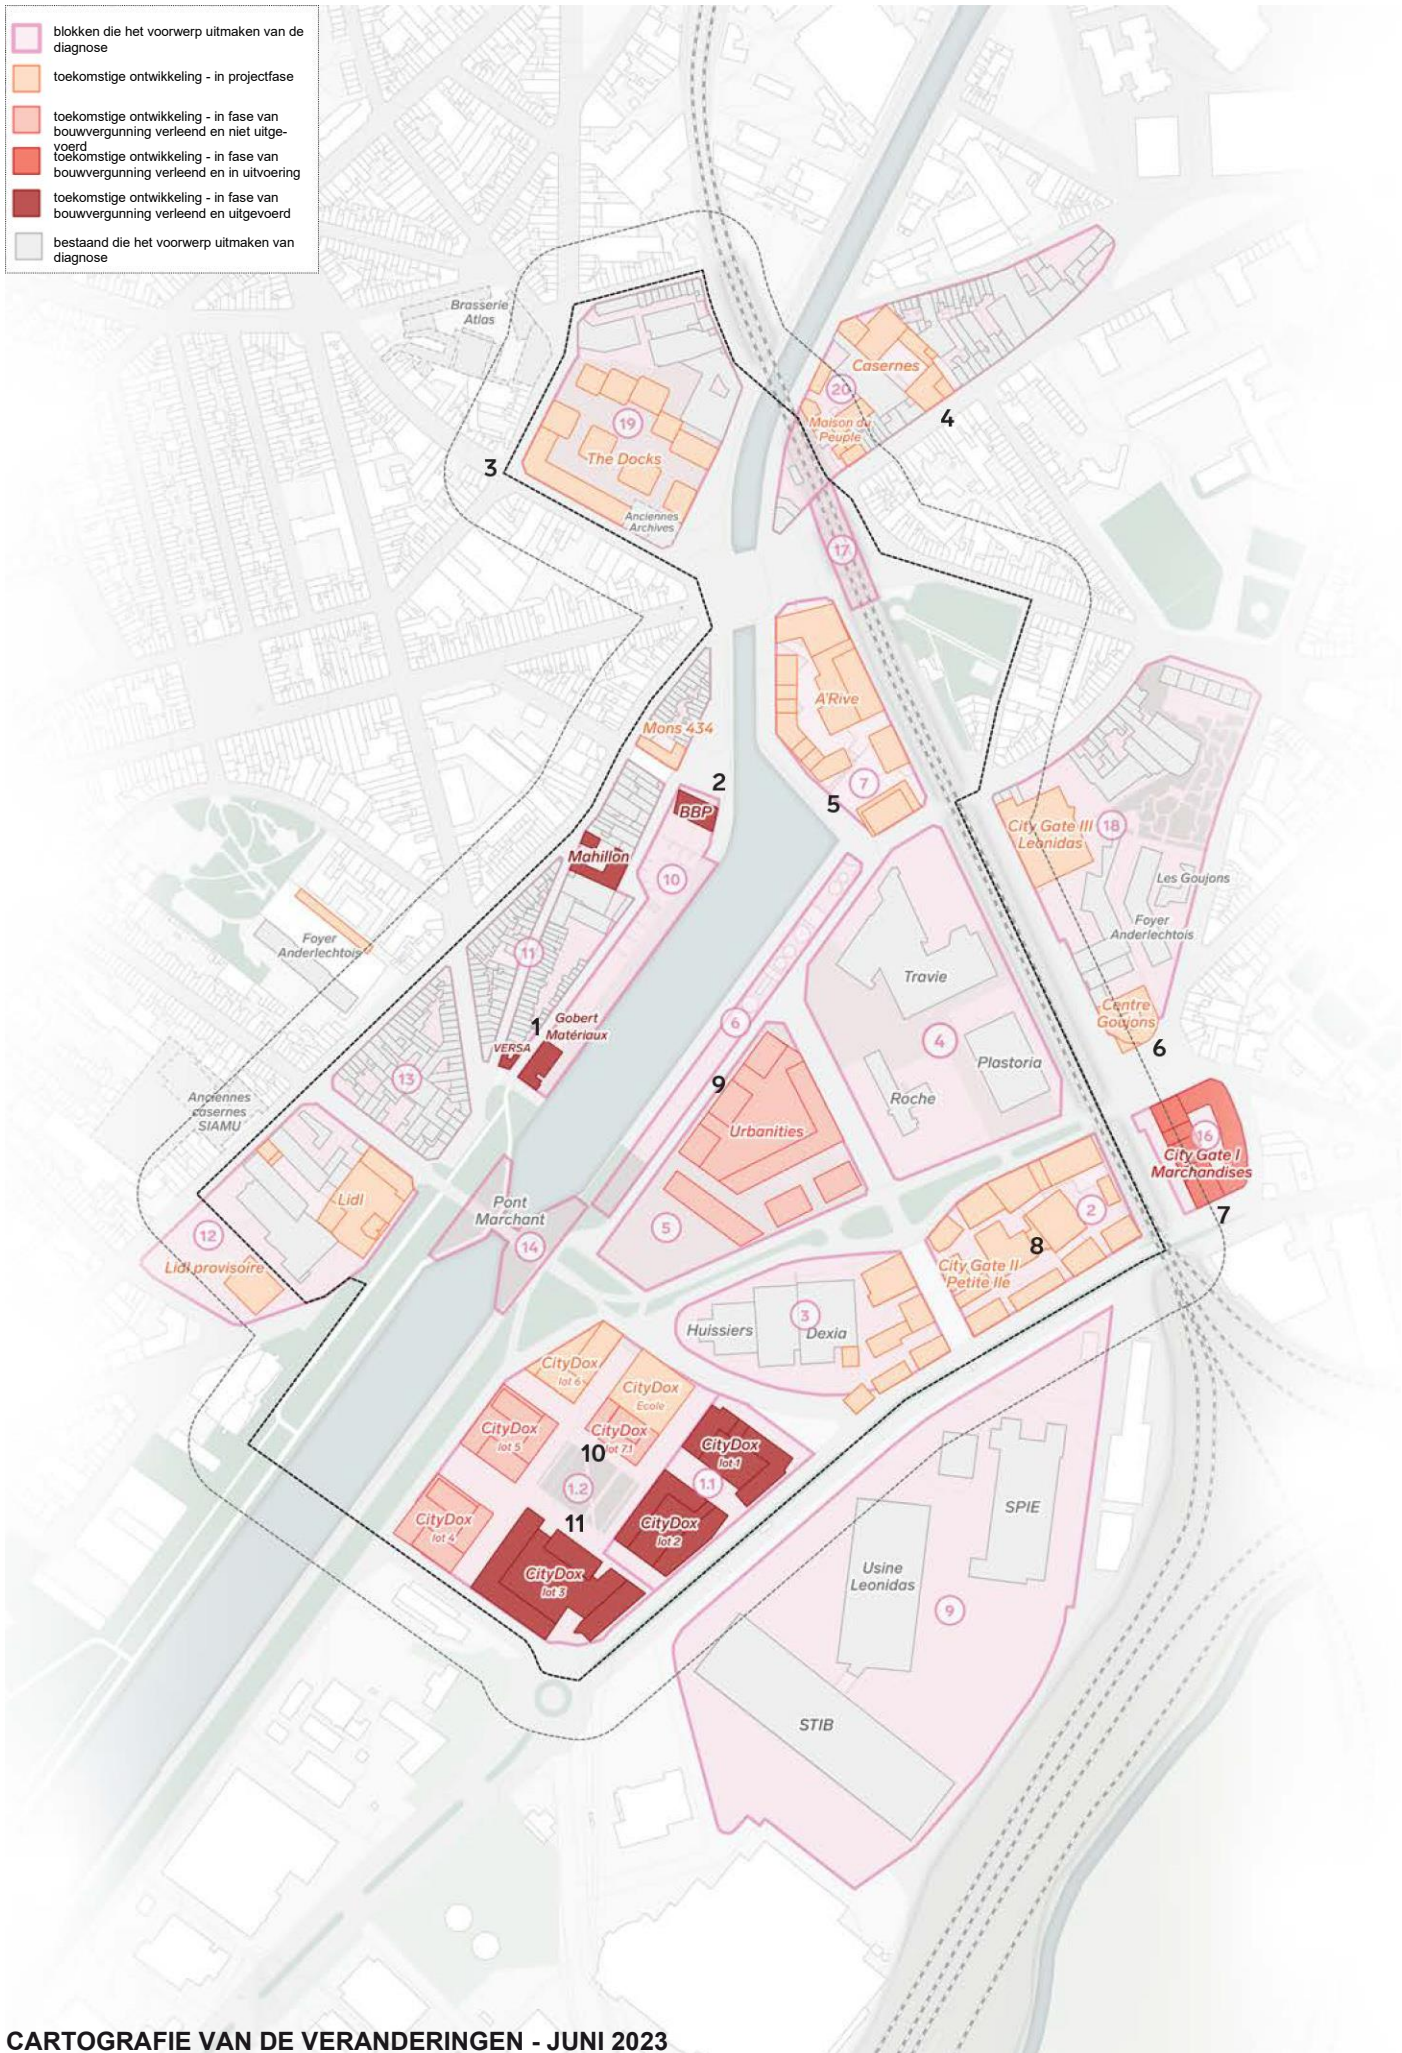 blokken die het voorwerp uitmaken van de
diagnose
toekomstige ontwikkeling - in projectfase
toekomstige ontwikkeling - in fase van
bouwvergunning verleend en niet uitge-
voerd
toekomstige ontwikkeling - in fase van
bouwvergunning verleend en in uitvoering
toekomstige ontwikkeling - in fase van
bouwvergunning verleend en uitgevoerd
bestaand die het voorwerp uitmaken van
diagnose
Brasserie
Atlas
Casernes
20
4
Maison du
Peuple
19
3
The Docks
Anciennes
Archives
17
A'Rive
Mons 434
2
7
5
BBP
City Gate III
Leonidas
18
Mahillon
10
Les Goujons
Foyer
Anderlechtois
Foyer
Anderlechtois
11
Travie
Centre
Goujons
6
1
Gobert
Matériaux
VERSA
6
4
Plastoria
13
9
Roche
Anciennes
casernes
SIAMU
Urbanities
16
City Gate I
Marchandises
7
Lidl
Pont
Marchant
14
5
2
8
12
Lidl provisoire
City Gate II
Petite Ile
3
Huissiers
Dexia
CityDox
lot 6
CityDox
Ecole
CityDox
lot 5
CityDox
lot 7.1
10
CityDox
lot 1
1.2
1.1
CityDox
lot 4
11
CityDox
lot 2
CityDox
lot 3
SPIE
Usine
Leonidas
9
STIB
CARTOGRAFIE VAN DE VERANDERINGEN - JUNI 2023